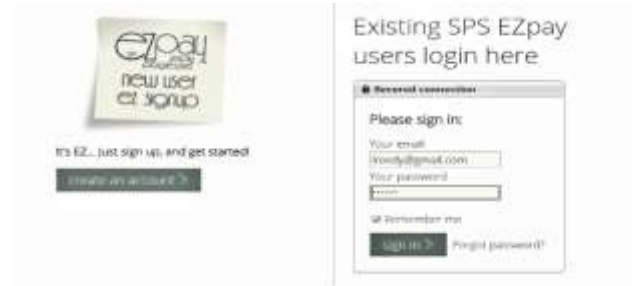 EZpay
new user
ez signup
It's EZ... Just sign up, and get started!
create an account >
Existing SPS EZpay
users login here
Secured connection
Please sign in:
Your email
Your password
••••••
Remember me
sign in >
Forgot password?